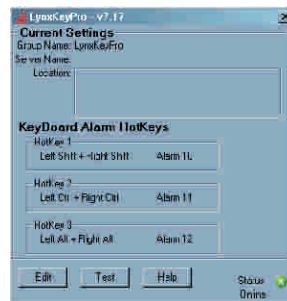 LynxKeyPro - v7.17
Current Settings
Group Name: LynxKeyPro
Server Name:
Location:
KeyBoard Alarm HotKeys
HotKey 1
Left Shft + Right Shft Alarm 10
HotKey 2
Left Ctrl + Right Ctrl Alarm 11
HotKey 3
Left Alt + Right Alt Alarm 12
Edit Test Help Status
Online